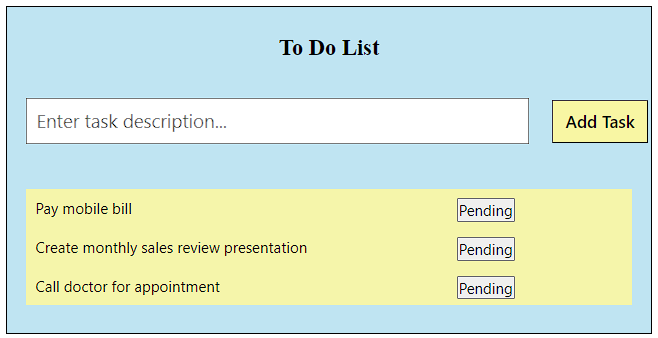 To Do List
Enter task description...
Add Task
Pay mobile bill Pending
Create monthly sales review presentation Pending
Call doctor for appointment Pending